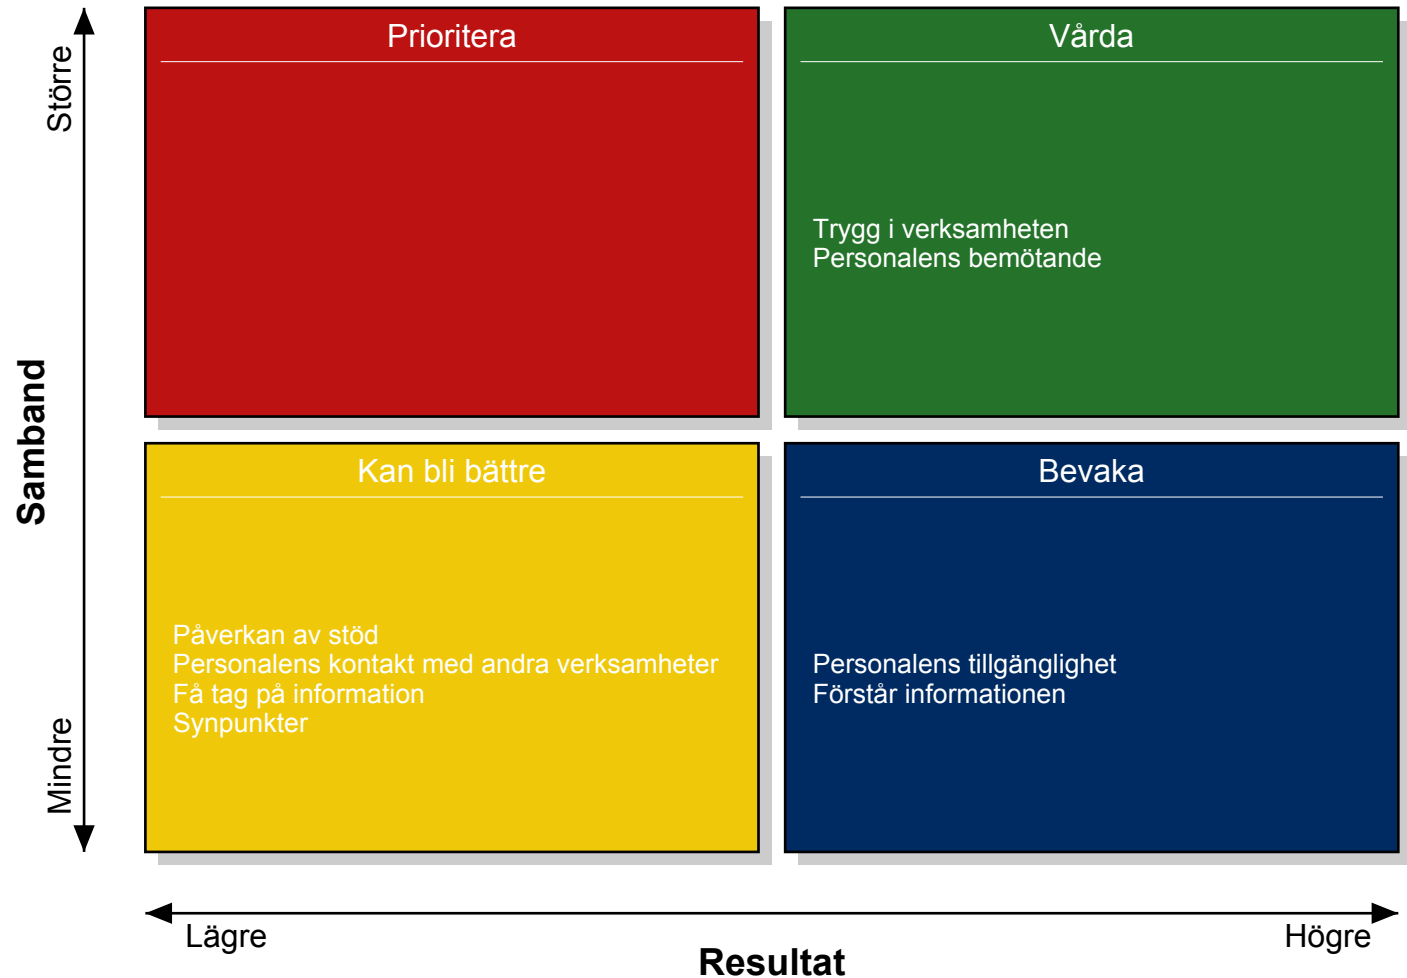 Större
Samband
Mindre
Prioritera
Vårda
Trygg i verksamheten
Personalens bemötande
Kan bli bättre
Påverkan av stöd
Personalens kontakt med andra verksamheter
Få tag på information
Synpunkter
Bevaka
Personalens tillgänglighet
Förstår informationen
Lägre
Resultat
Högre